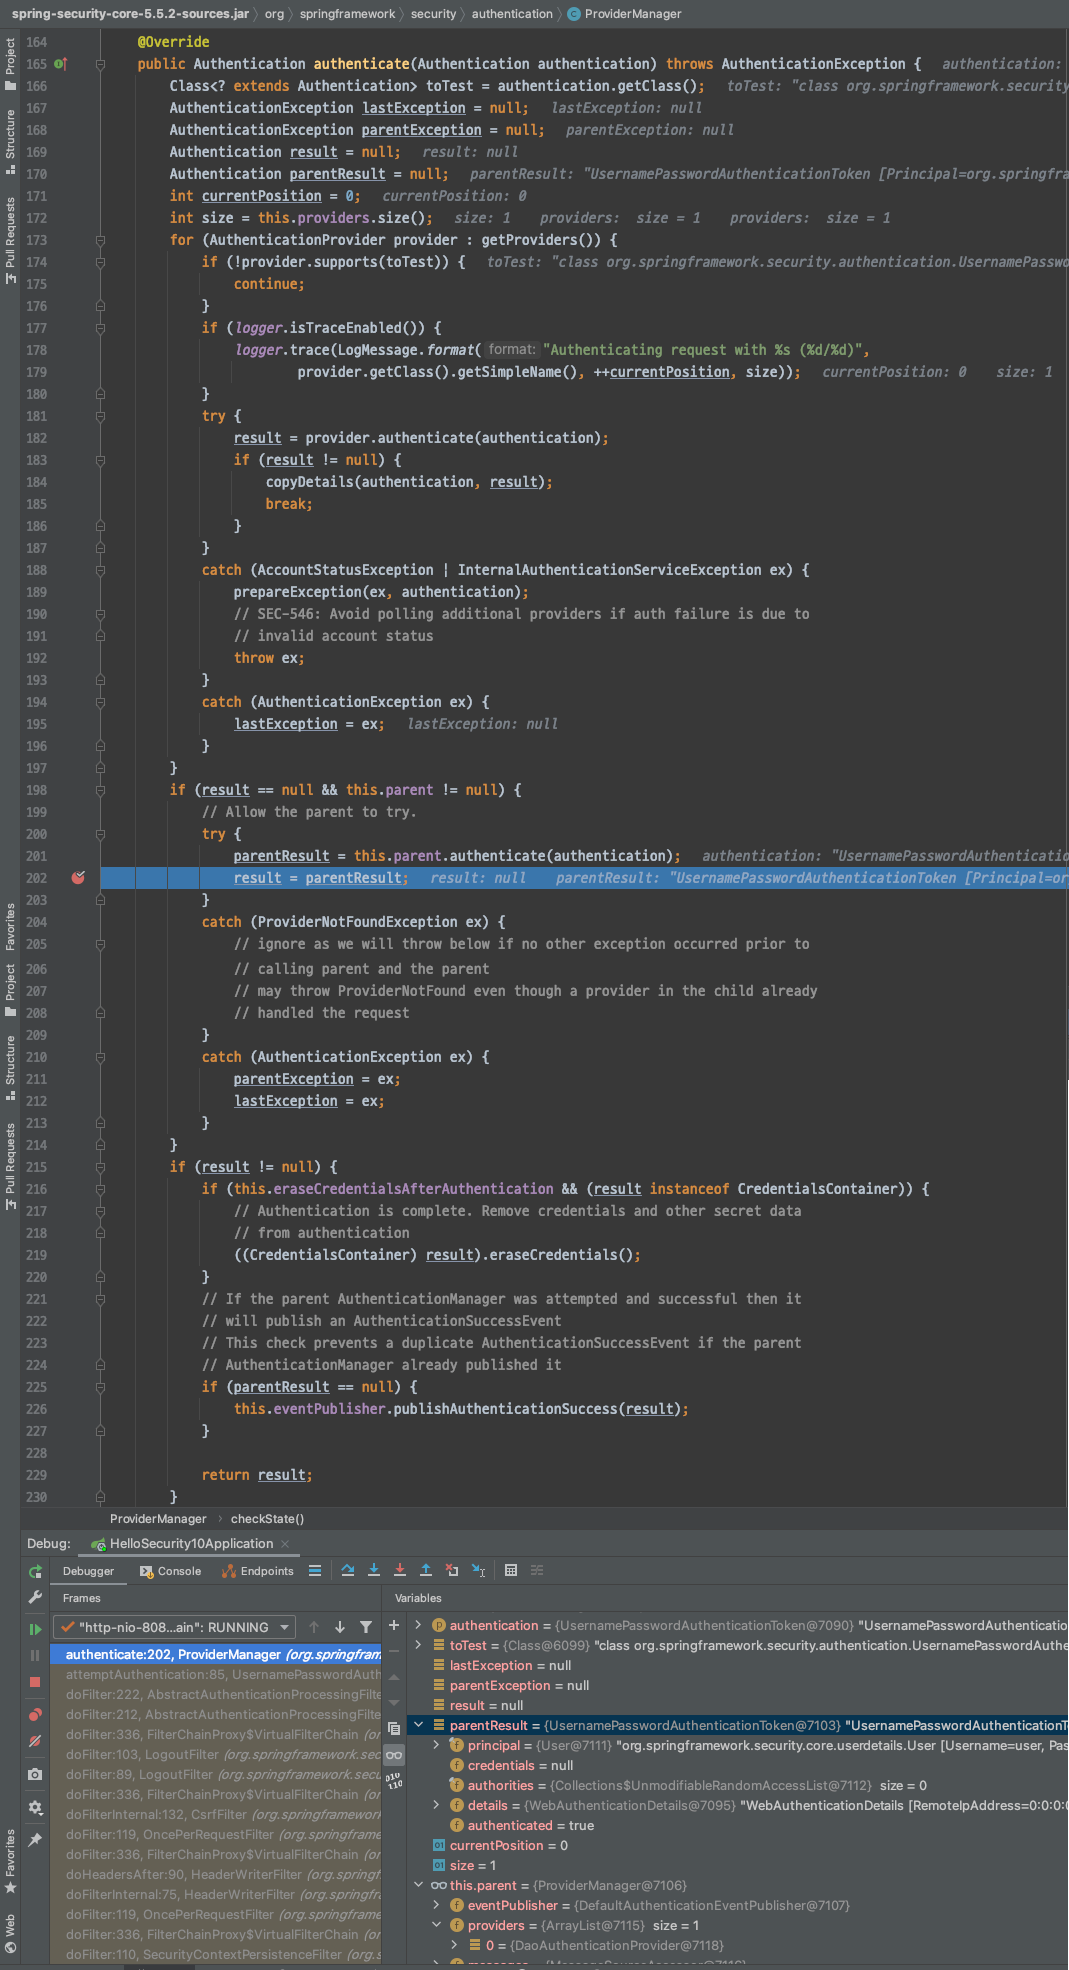 spring-security-core-5.5.2-sources.jar 〉 org 〉 springframework 〉 security 〉 authentication 〉 C ProviderManager
164 @Override
165 public Authentication authenticate(Authentication authentication) throws AuthenticationException { authentication:
166 Class<? extends Authentication> toTest = authentication.getClass(); toTest: "class org.springframework.security
167 AuthenticationException lastException = null; lastException: null
168 AuthenticationException parentException = null; parentException: null
169 Authentication result = null; result: null
170 Authentication parentResult = null; parentResult: "UsernamePasswordAuthenticationToken [Principal=org.springfra
171 int currentPosition = 0; currentPosition: 0
172 int size = this.providers.size(); size: 1 providers: size = 1 providers: size = 1
173 for (AuthenticationProvider provider : getProviders()) {
174 if (!provider.supports(toTest)) { toTest: "class org.springframework.security.authentication.UsernamePasswo
175 continue;
176 }
177 if (logger.isTraceEnabled()) {
178 logger.trace(LogMessage.format( format: "Authenticating request with %s (%d/%d)",
179 provider.getClass().getSimpleName(), ++currentPosition, size)); currentPosition: 0 size: 1
180 }
181 try {
182 result = provider.authenticate(authentication);
183 if (result != null) {
184 copyDetails(authentication, result);
185 break;
186 }
187 }
188 catch (AccountStatusException | InternalAuthenticationServiceException ex) {
189 prepareException(ex, authentication);
190 // SEC-546: Avoid polling additional providers if auth failure is due to
191 // invalid account status
192 throw ex;
193 }
194 catch (AuthenticationException ex) {
195 lastException = ex; lastException: null
196 }
197 }
198 if (result == null && this.parent != null) {
199 // Allow the parent to try.
200 try {
201 parentResult = this.parent.authenticate(authentication); authentication: "UsernamePasswordAuthenticatio
202 result = parentResult; result: null parentResult: "UsernamePasswordAuthenticationToken [Principal=or
203 }
204 catch (ProviderNotFoundException ex) {
205 // ignore as we will throw below if no other exception occurred prior to
206 // calling parent and the parent
207 // may throw ProviderNotFound even though a provider in the child already
208 // handled the request
209 }
210 catch (AuthenticationException ex) {
211 parentException = ex;
212 lastException = ex;
213 }
214 }
215 if (result != null) {
216 if (this.eraseCredentialsAfterAuthentication && (result instanceof CredentialsContainer)) {
217 // Authentication is complete. Remove credentials and other secret data
218 // from authentication
219 ((CredentialsContainer) result).eraseCredentials();
220 }
221 // If the parent AuthenticationManager was attempted and successful then it
222 // will publish an AuthenticationSuccessEvent
223 // This check prevents a duplicate AuthenticationSuccessEvent if the parent
224 // AuthenticationManager already published it
225 if (parentResult == null) {
226 this.eventPublisher.publishAuthenticationSuccess(result);
227 }
228
229 return result;
230 }
Project
Structure
Pull Requests
Favorites
Project
Structure
Pull Requests
Favorites
Web
ProviderManager › checkState()
Debug: HelloSecurity10Application ×
Debugger Console Endpoints
Frames
"http-nio-808...ain": RUNNING
authenticate:202, ProviderManager (org.springfram
attemptAuthentication:85, UsernamePasswordAuth
doFilter:222, AbstractAuthenticationProcessingFilte
doFilter:212, AbstractAuthenticationProcessingFilte
doFilter:336, FilterChainProxy$VirtualFilterChain (or
doFilter:103, LogoutFilter (org.springframework.sec
doFilter:89, LogoutFilter (org.springframework.secu
doFilter:336, FilterChainProxy$VirtualFilterChain (or
doFilterInternal:132, CsrfFilter (org.springframework
doFilter:119, OncePerRequestFilter (org.springframe
doFilter:336, FilterChainProxy$VirtualFilterChain (or
doHeadersAfter:90, HeaderWriterFilter (org.springfr
doFilterInternal:75, HeaderWriterFilter (org.springfr
doFilter:119, OncePerRequestFilter (org.springframe
doFilter:336, FilterChainProxy$VirtualFilterChain (or
doFilter:110, SecurityContextPersistenceFilter (org.s
Variables
authentication = {UsernamePasswordAuthenticationToken@7090} "UsernamePasswordAuthenticatio
toTest = {Class@6099} "class org.springframework.security.authentication.UsernamePasswordAuthe
lastException = null
parentException = null
result = null
parentResult = {UsernamePasswordAuthenticationToken@7103} "UsernamePasswordAuthenticationT
principal = {User@7111} "org.springframework.security.core.userdetails.User [Username=user, Pas
credentials = null
authorities = {Collections$UnmodifiableRandomAccessList@7112} size = 0
details = {WebAuthenticationDetails@7095} "WebAuthenticationDetails [RemoteIpAddress=0:0:0:0
authenticated = true
currentPosition = 0
size = 1
this.parent = {ProviderManager@7106}
eventPublisher = {DefaultAuthenticationEventPublisher@7107}
providers = {ArrayList@7115} size = 1
0 = {DaoAuthenticationProvider@7118}